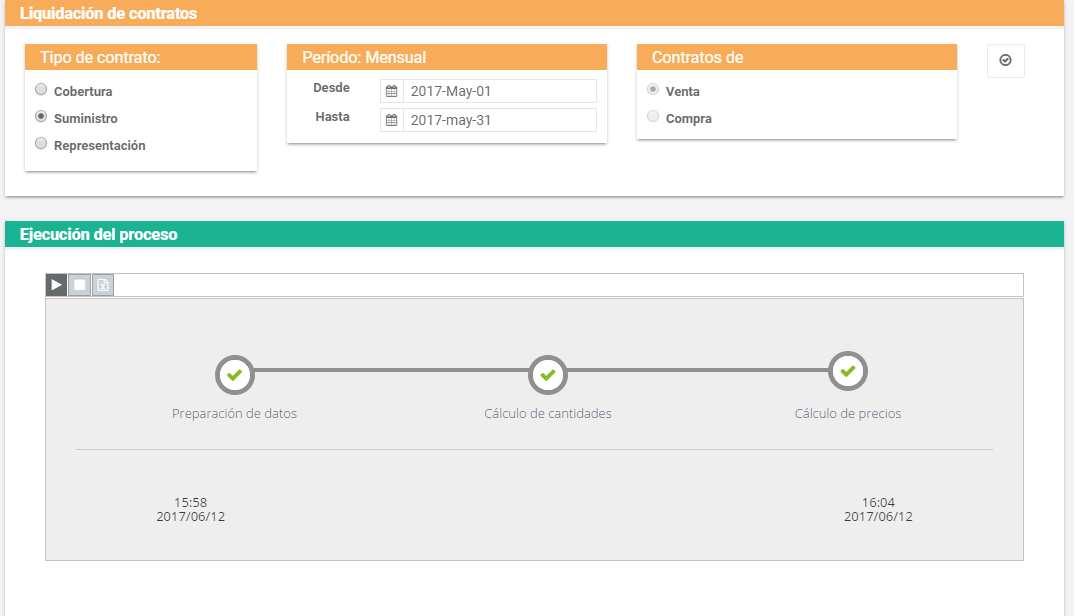 Liquidación de contratos
Tipo de contrato:
Cobertura
Suministro
Representación
Período: Mensual
Desde
2017-May-01
Hasta
2017-may-31
Contratos de
Venta
Compra
Ejecución del proceso
Preparación de datos
Cálculo de cantidades
Cálculo de precios
15:58
2017/06/12
16:04
2017/06/12